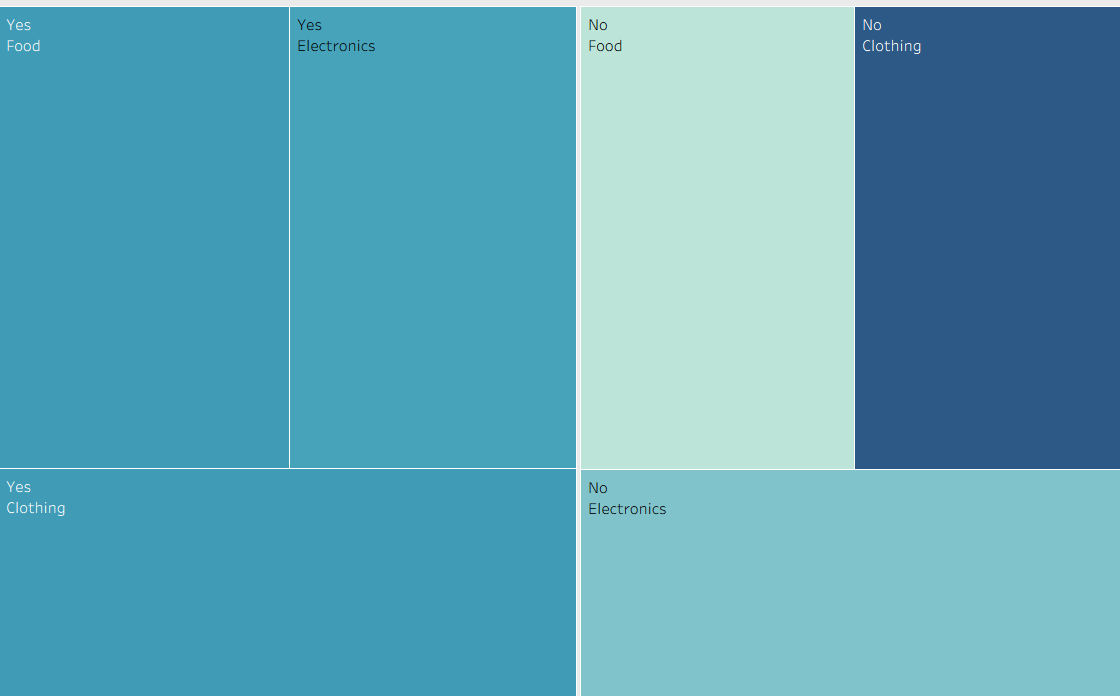 Yes
Food
Yes
Electronics
No
Food
No
Clothing
Yes
Clothing
No
Electronics